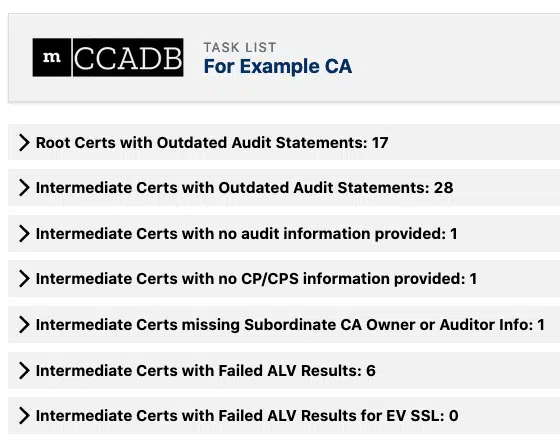 m CCADB
TASK LIST
For Example CA
Root Certs with Outdated Audit Statements: 17
Intermediate Certs with Outdated Audit Statements: 28
Intermediate Certs with no audit information provided: 1
Intermediate Certs with no CP/CPS information provided: 1
Intermediate Certs missing Subordinate CA Owner or Auditor Info: 1
Intermediate Certs with Failed ALV Results: 6
Intermediate Certs with Failed ALV Results for EV SSL: 0